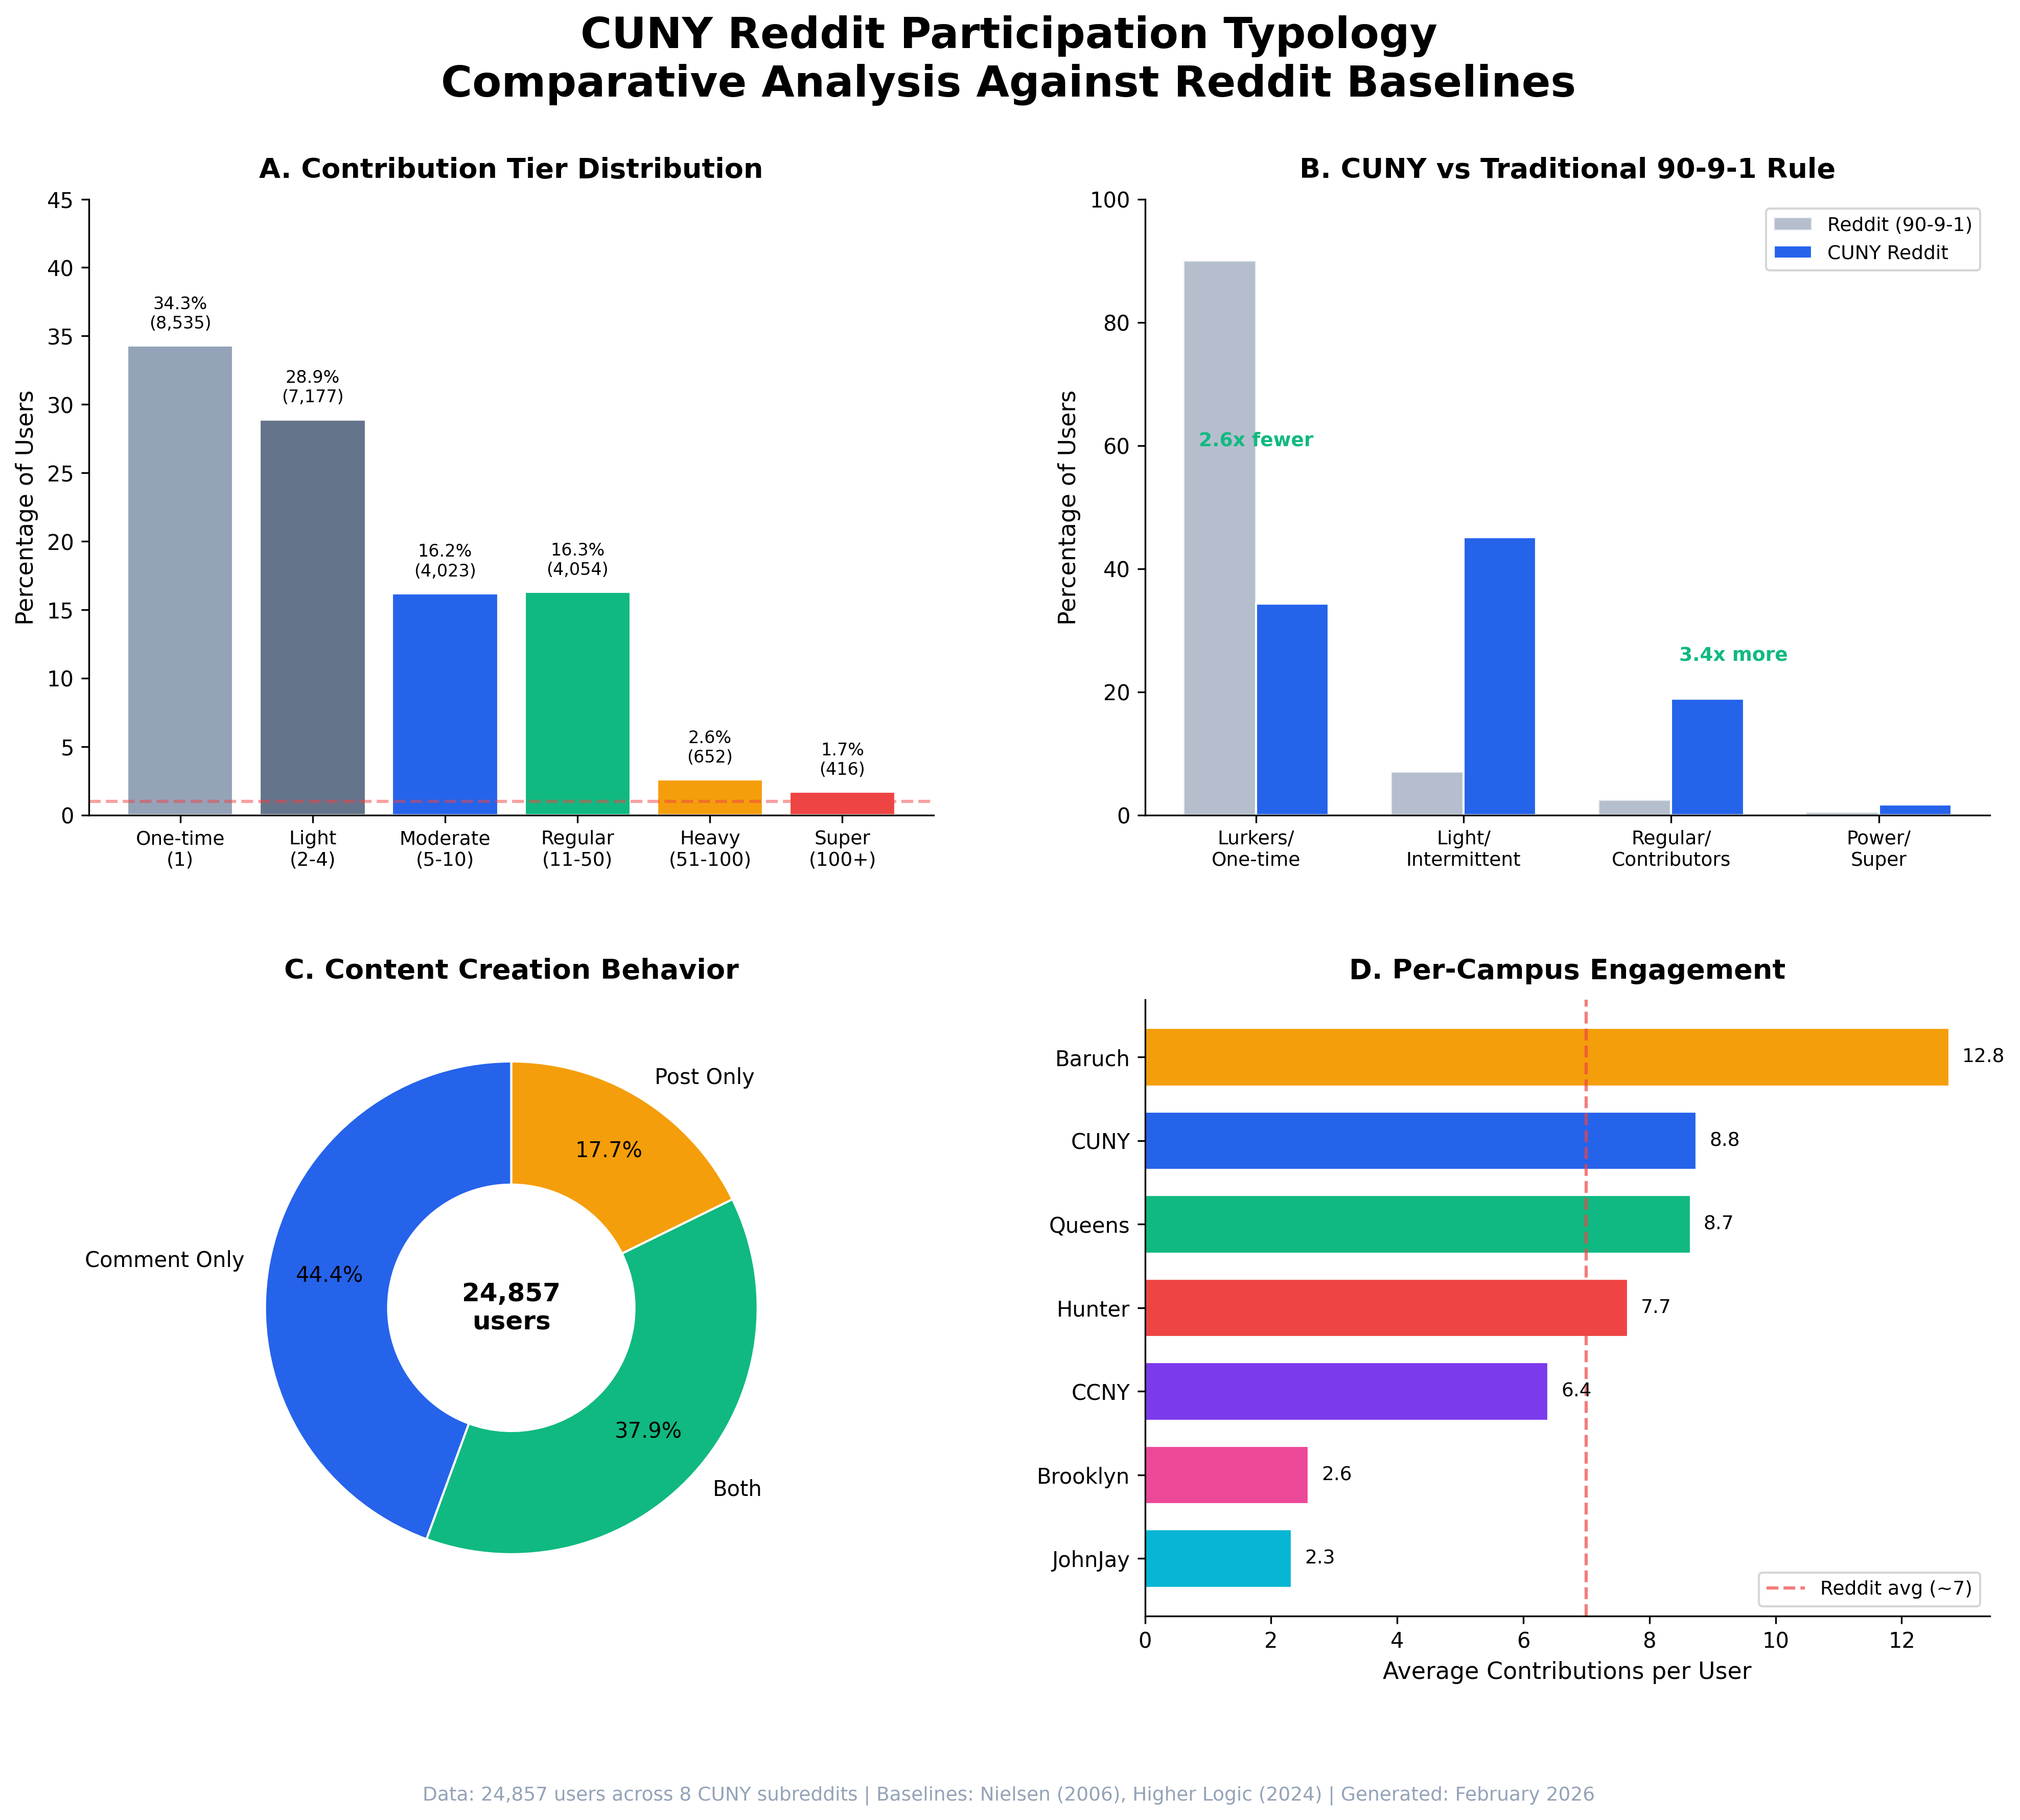 CUNY Reddit Participation Typology
Comparative Analysis Against Reddit Baselines
A. Contribution Tier Distribution
Percentage of Users
45
40
35
30
25
20
15
10
5
0
34.3%
(8,535)
28.9%
(7,177)
16.2%
(4,023)
16.3%
(4,054)
2.6%
(652)
1.7%
(416)
One-time
(1)
Light
(2-4)
Moderate
(5-10)
Regular
(11-50)
Heavy
(51-100)
Super
(100+)
B. CUNY vs Traditional 90-9-1 Rule
Percentage of Users
100
80
60
40
20
0
Reddit (90-9-1)
CUNY Reddit
2.6x fewer
3.4x more
Lurkers/
One-time
Light/
Intermittent
Regular/
Contributors
Power/
Super
C. Content Creation Behavior
Post Only
17.7%
Comment Only
44.4%
24,857
users
37.9%
Both
D. Per-Campus Engagement
Baruch
12.8
CUNY
8.8
Queens
8.7
Hunter
7.7
CCNY
6.4
Brooklyn
2.6
JohnJay
2.3
Reddit avg (~7)
0
2
4
6
8
10
12
Average Contributions per User
Data: 24,857 users across 8 CUNY subreddits | Baselines: Nielsen (2006), Higher Logic (2024) | Generated: February 2026